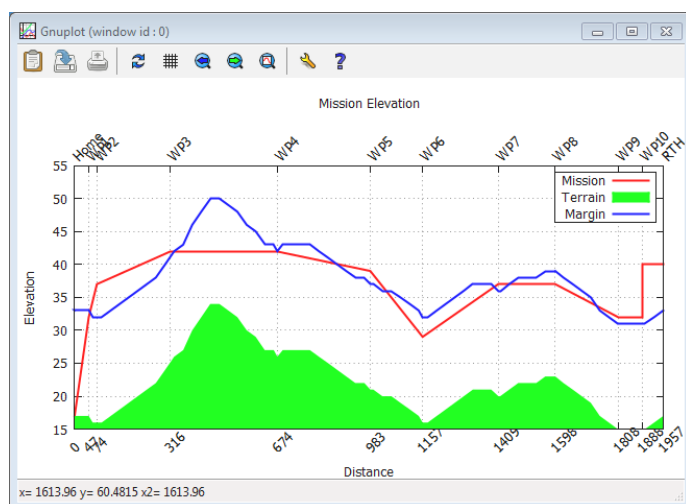 Gnuplot (window id : 0)
Mission Elevation
Home WP1 WP2 WP3 WP4 WP5 WP6 WP7 WP8 WP9 WP10 RTH
55
50
45
40
35
30
25
20
15
Elevation
Mission
Terrain
Margin
0 47 74 316 674 983 1157 1409 1598 1808 1888 1957
Distance
x= 1613.96 y= 60.4815 x2= 1613.96